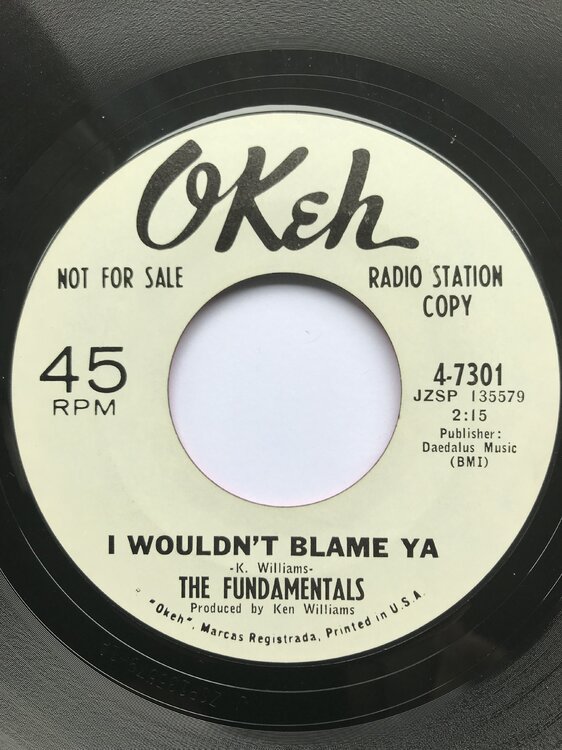 OKeh
NOT FOR SALE
RADIO STATION
COPY
45
RPM
4-7301
JZSP 135579
2:15
Publisher:
Daedalus Music
(BMI)
I WOULDN'T BLAME YA
-K. Williams-
THE FUNDAMENTALS
Produced by Ken Williams
"Okeh", Marcas Registrada, Printed in U.S.A.